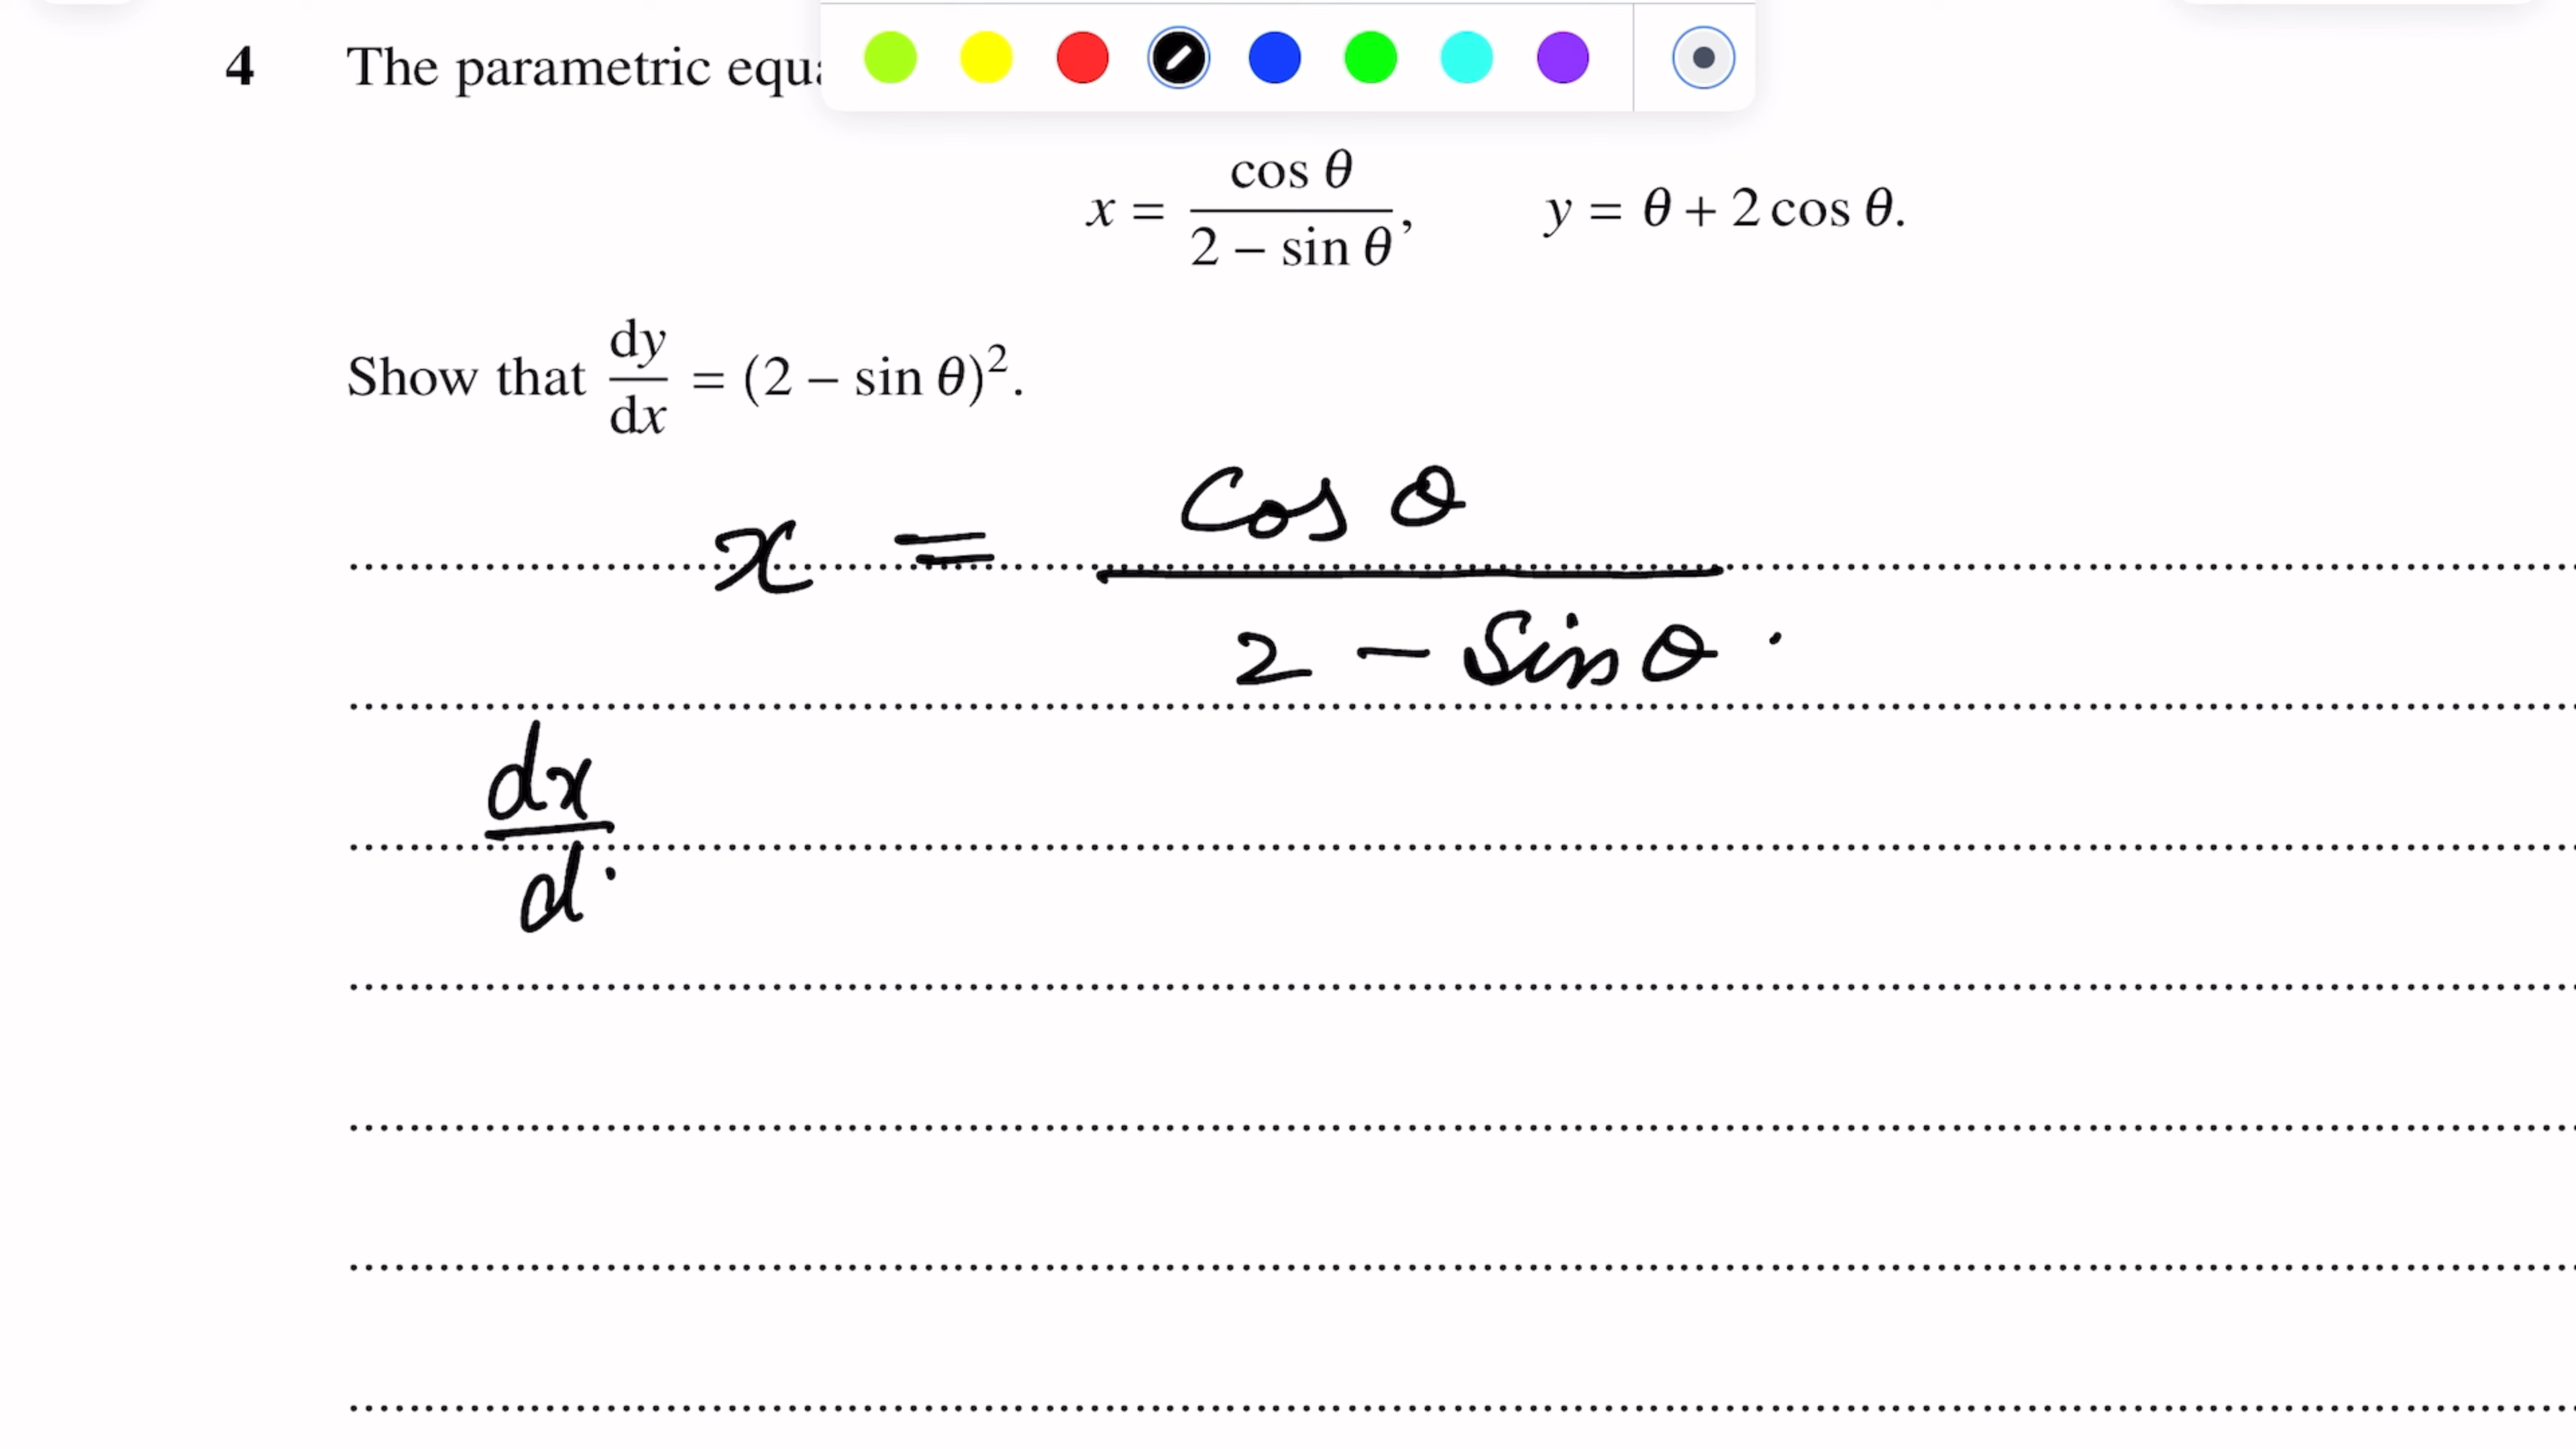 4 The parametric equ
x = cos θ / 2 − sin θ, y = θ + 2 cos θ.
Show that dy/dx = (2 − sin θ)².
x = cos θ / 2 − sin θ .
dx / d